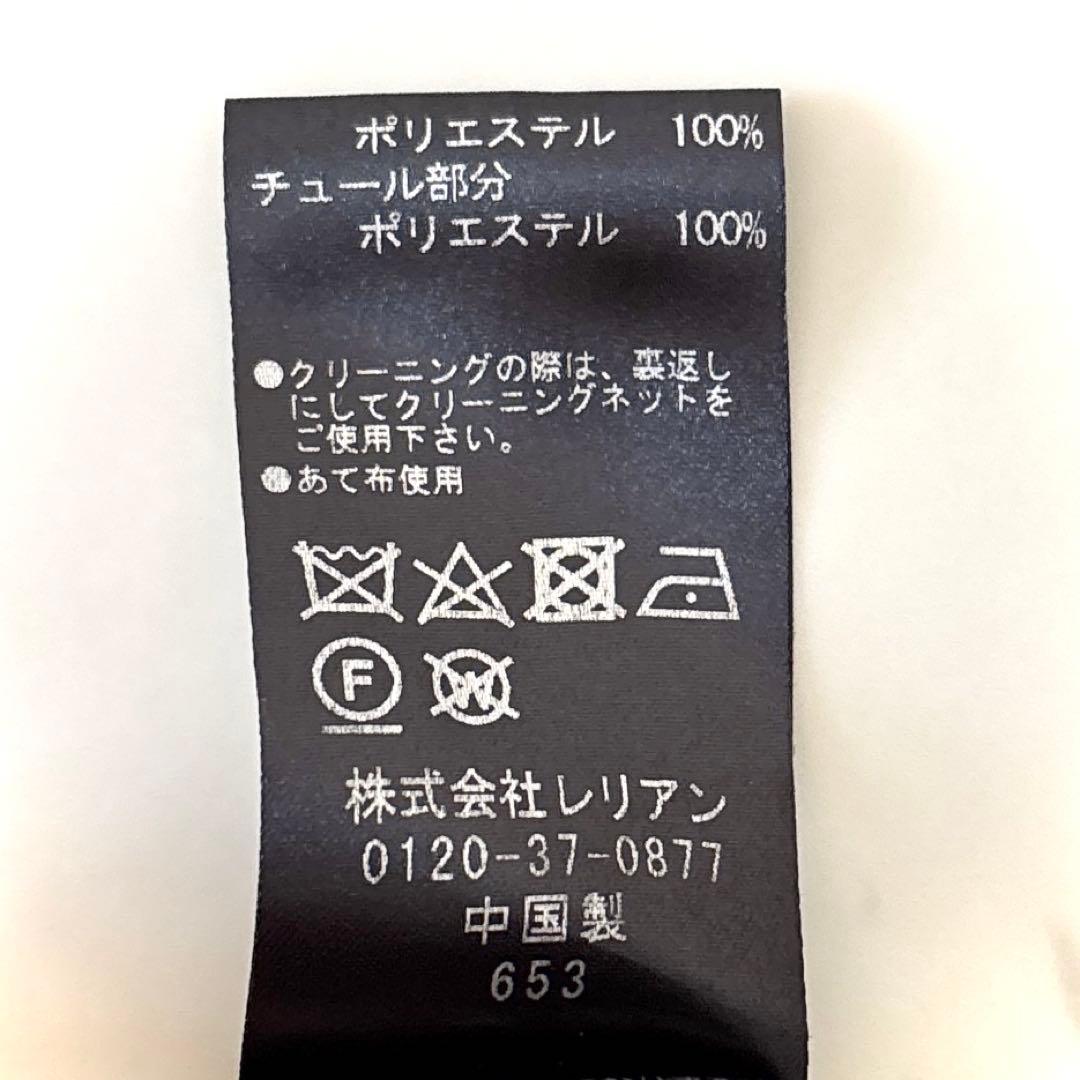 ポリエステル 100%
チュール部分
ポリエステル 100%
●クリーニングの際は、裏返し
にしてクリーニングネットを
ご使用下さい。
●あて布使用
F W
株式会社レリアン
0120-37-0877
中国製
653